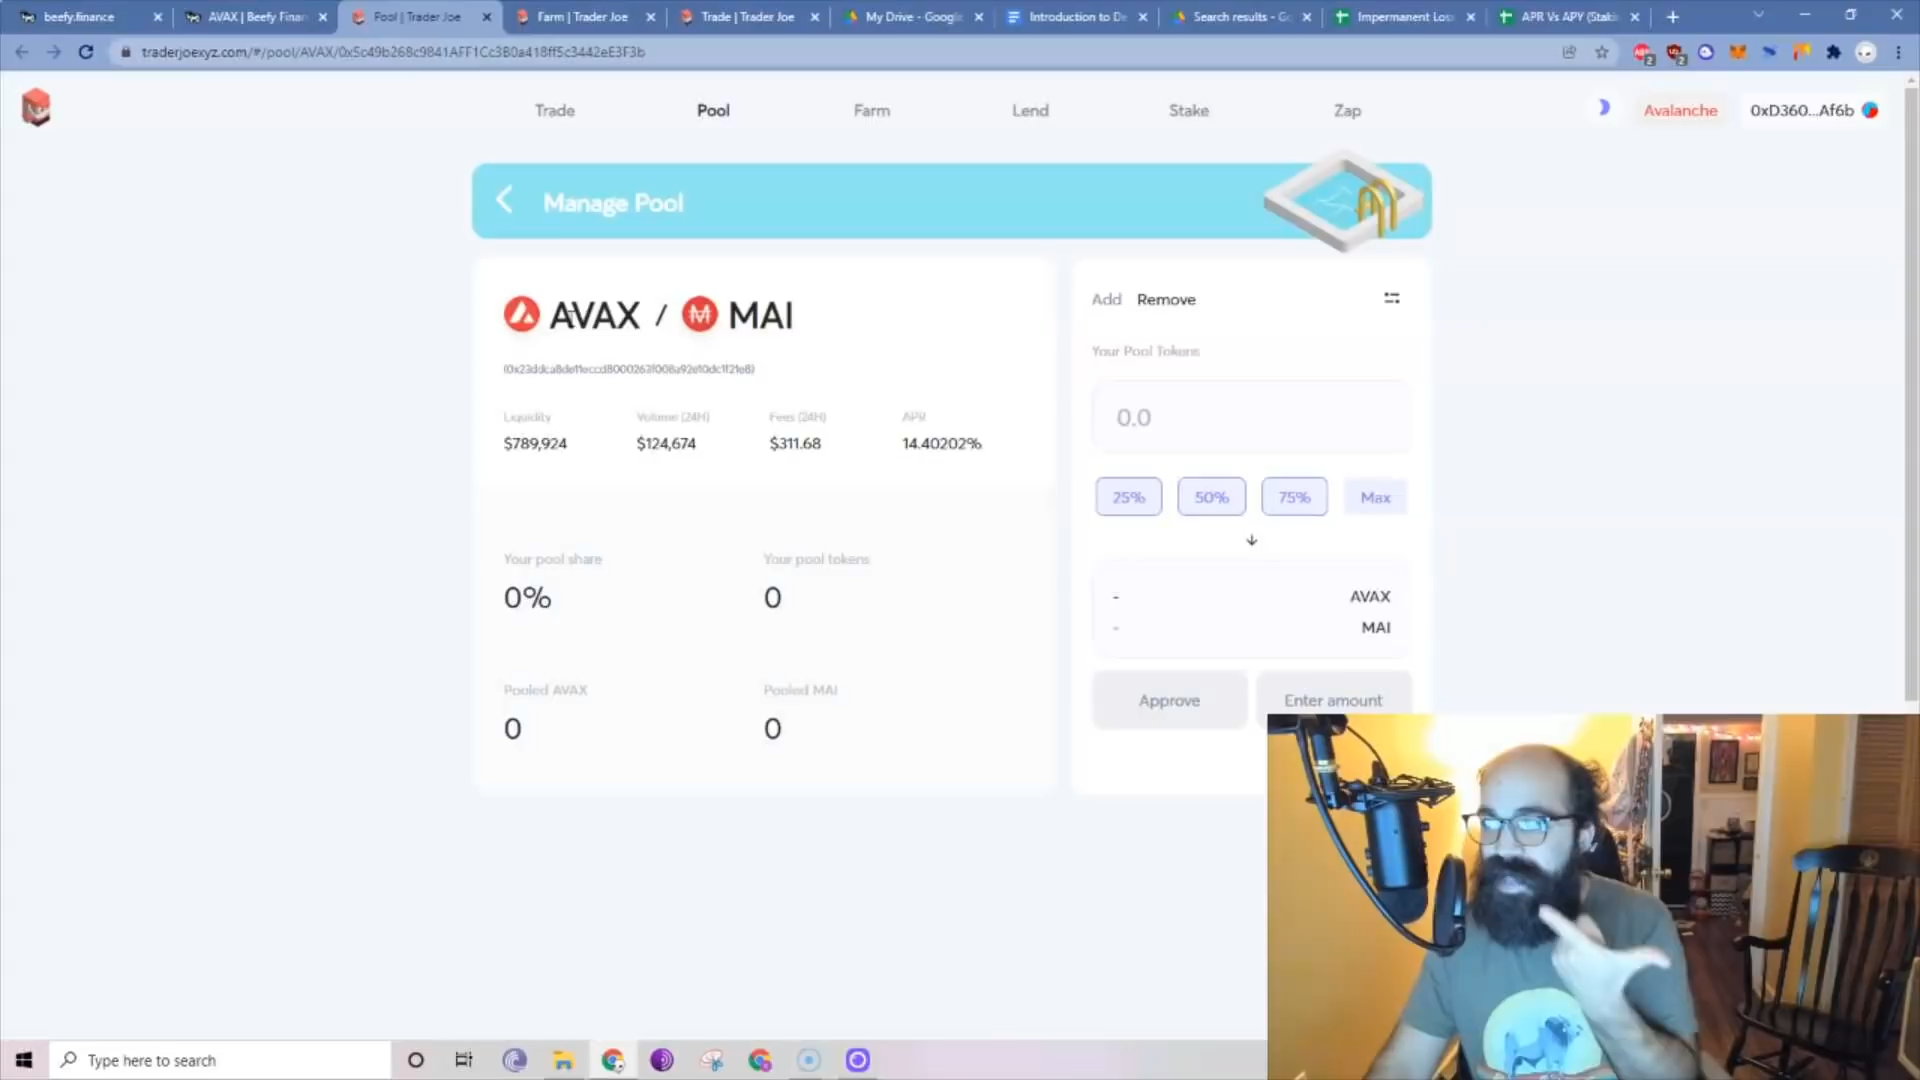 beefy.finance
AVAX | Beefy Finan
Pool | Trader Joe
Farm | Trader Joe
Trade | Trader Joe
My Drive - Google
Introduction to De
Search results - Go
Impermanent Los
APR Vs APY (Staki
traderjoexyz.com/#/pool/AVAX/0x5c49b268c9841AFF1Cc3B0a418ff5c3442eE3F3b
Trade
Pool
Farm
Lend
Stake
Zap
Avalanche
0xD360...Af6b
Manage Pool
AVAX / MAI
Add Remove
Your Pool Tokens
0.0
Liquidity
Volume (24H)
Fees (24H)
APR
$789,924
$124,674
$311.68
14.40202%
25%
50%
75%
Max
Your pool share
Your pool tokens
0%
0
- AVAX
- MAI
Pooled AVAX
Pooled MAI
0
0
Approve
Enter amount
Type here to search